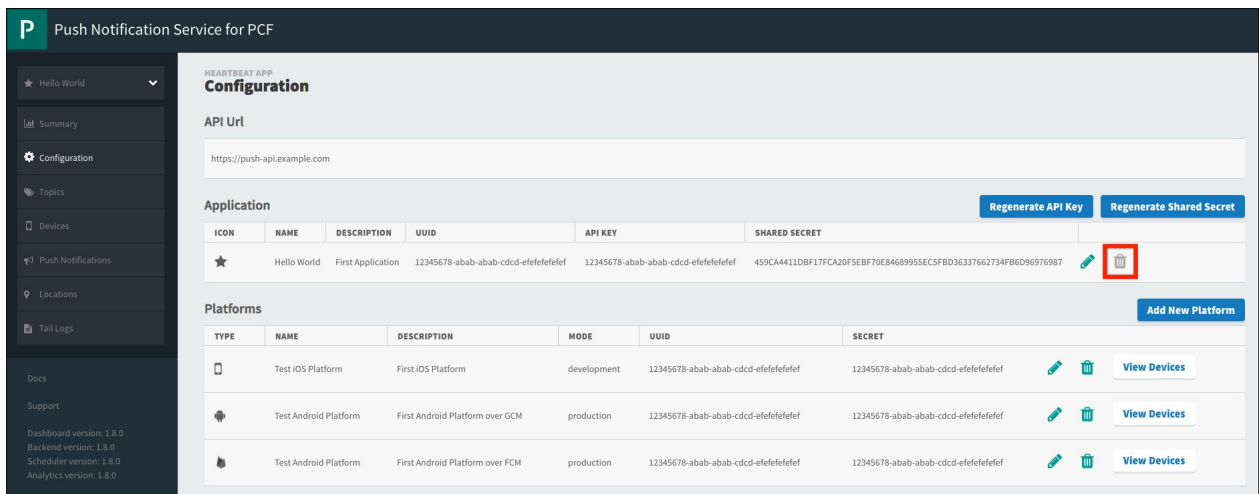 P Push Notification Service for PCF
Hello World
Summary
Configuration
Topics
Devices
Push Notifications
Locations
Tail Logs
Docs
Support
Dashboard version: 1.8.0
Backend version: 1.8.0
Scheduler version: 1.8.0
Analytics version: 1.8.0
HEARTBEAT APP
Configuration
API Url
https://push-api.example.com
Application Regenerate API Key Regenerate Shared Secret
ICON NAME DESCRIPTION UUID API KEY SHARED SECRET
Hello World First Application 12345678-abab-abab-cdcd-efefefefefef 12345678-abab-abab-cdcd-efefefefefef 459CA4411DBF17FCA20F5EBF70E84689955EC5FBD36337662734FB6D96976987
Platforms Add New Platform
TYPE NAME DESCRIPTION MODE UUID SECRET
Test iOS Platform First iOS Platform development 12345678-abab-abab-cdcd-efefefefefef 12345678-abab-abab-cdcd-efefefefefef View Devices
Test Android Platform First Android Platform over GCM production 12345678-abab-abab-cdcd-efefefefefef 12345678-abab-abab-cdcd-efefefefefef View Devices
Test Android Platform First Android Platform over FCM production 12345678-abab-abab-cdcd-efefefefefef 12345678-abab-abab-cdcd-efefefefefef View Devices